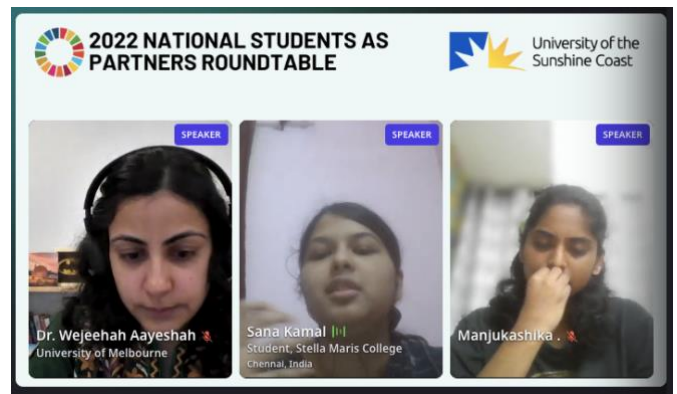 2022 NATIONAL STUDENTS AS
PARTNERS ROUNDTABLE
University of the
Sunshine Coast
SPEAKER
SPEAKER
SPEAKER
Dr. Wejeehah Aayeshah
University of Melbourne
Sana Kamal
Student, Stella Maris College
Chennai, India
Manjukashika .